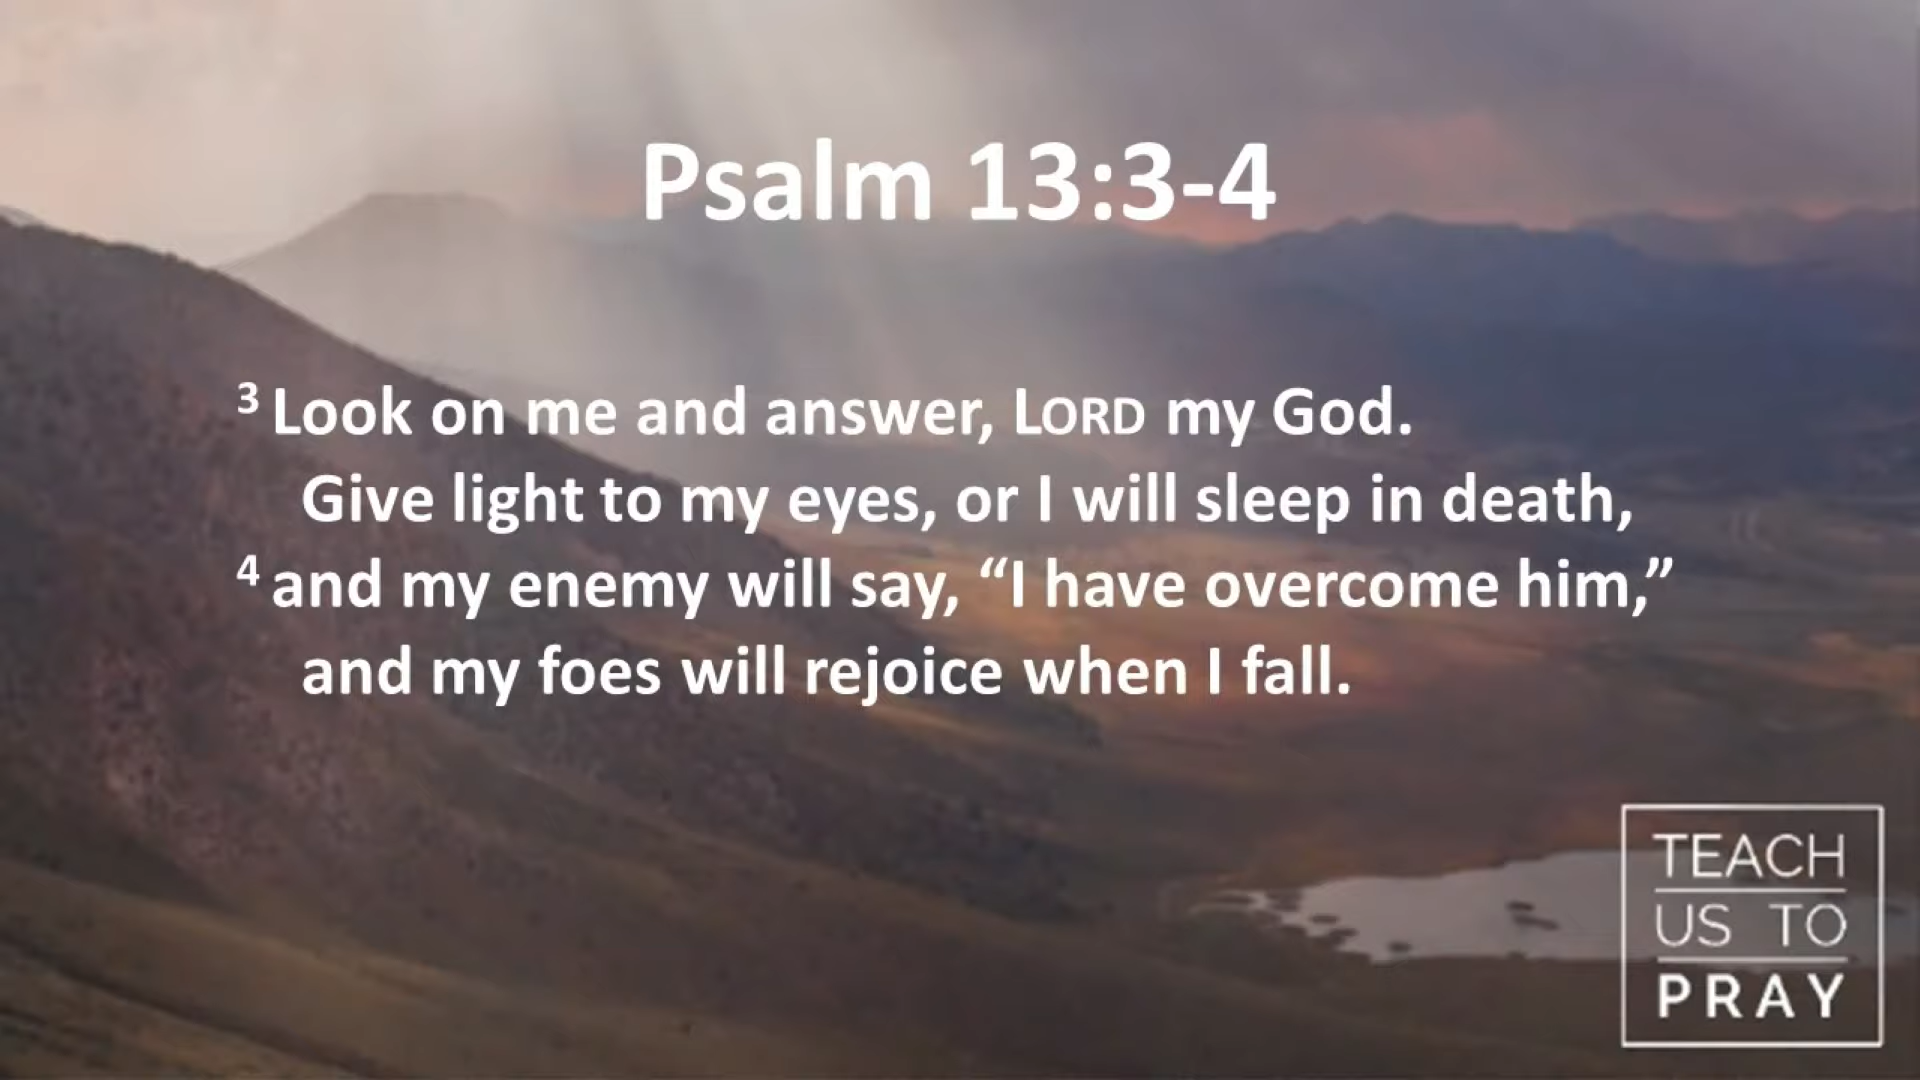 Psalm 13:3-4
³ Look on me and answer, LORD my God.
Give light to my eyes, or I will sleep in death,
⁴ and my enemy will say, “I have overcome him,”
and my foes will rejoice when I fall.
TEACH
US TO
PRAY